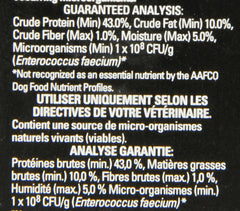 GUARANTEED ANALYSIS:
Crude Protein (Min) 43.0%, Crude Fat (Min) 10.0%,
Crude Fiber (Max) 1.0%, Moisture (Max) 5.0%,
Microorganisms (Min) 1 x 10⁸ CFU/g
(Enterococcus faecium)*
*Not recognized as an essential nutrient by the AAFCO
Dog Food Nutrient Profiles.
UTILISER UNIQUEMENT SELON LES
DIRECTIVES DE VOTRE VÉTÉRINAIRE.
Contient une source de micro-organismes
naturels vivants (viables).
ANALYSE GARANTIE:
Protéines brutes (min.) 43,0 %, Matières grasses
brutes (min.) 10,0 %, Fibres brutes (max.) 1,0 %,
Humidité (max.) 5,0 % Micro-organismes (min.)
1 x 10⁸ CFU/g (Enterococcus faecium)*